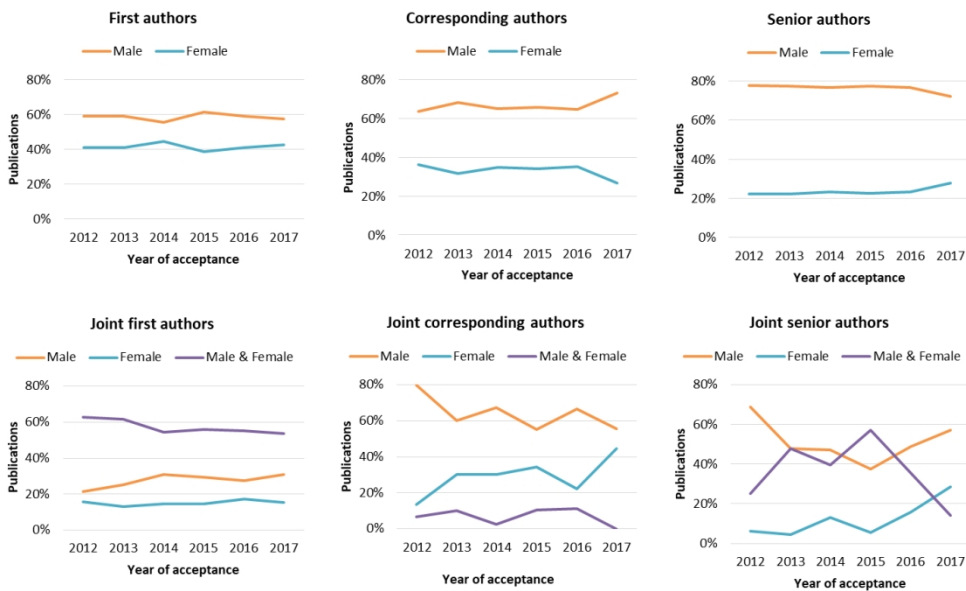 First authors
Male Female
80%
60%
40%
20%
0%
Publications
2012 2013 2014 2015 2016 2017
Year of acceptance
Corresponding authors
Male Female
80%
60%
40%
20%
0%
Publications
2012 2013 2014 2015 2016 2017
Year of acceptance
Senior authors
Male Female
80%
60%
40%
20%
0%
Publications
2012 2013 2014 2015 2016 2017
Year of acceptance
Joint first authors
Male Female Male & Female
80%
60%
40%
20%
0%
Publications
2012 2013 2014 2015 2016 2017
Year of acceptance
Joint corresponding authors
Male Female Male & Female
80%
60%
40%
20%
0%
Publications
2012 2013 2014 2015 2016 2017
Year of acceptance
Joint senior authors
Male Female Male & Female
80%
60%
40%
20%
0%
Publications
2012 2013 2014 2015 2016 2017
Year of acceptance